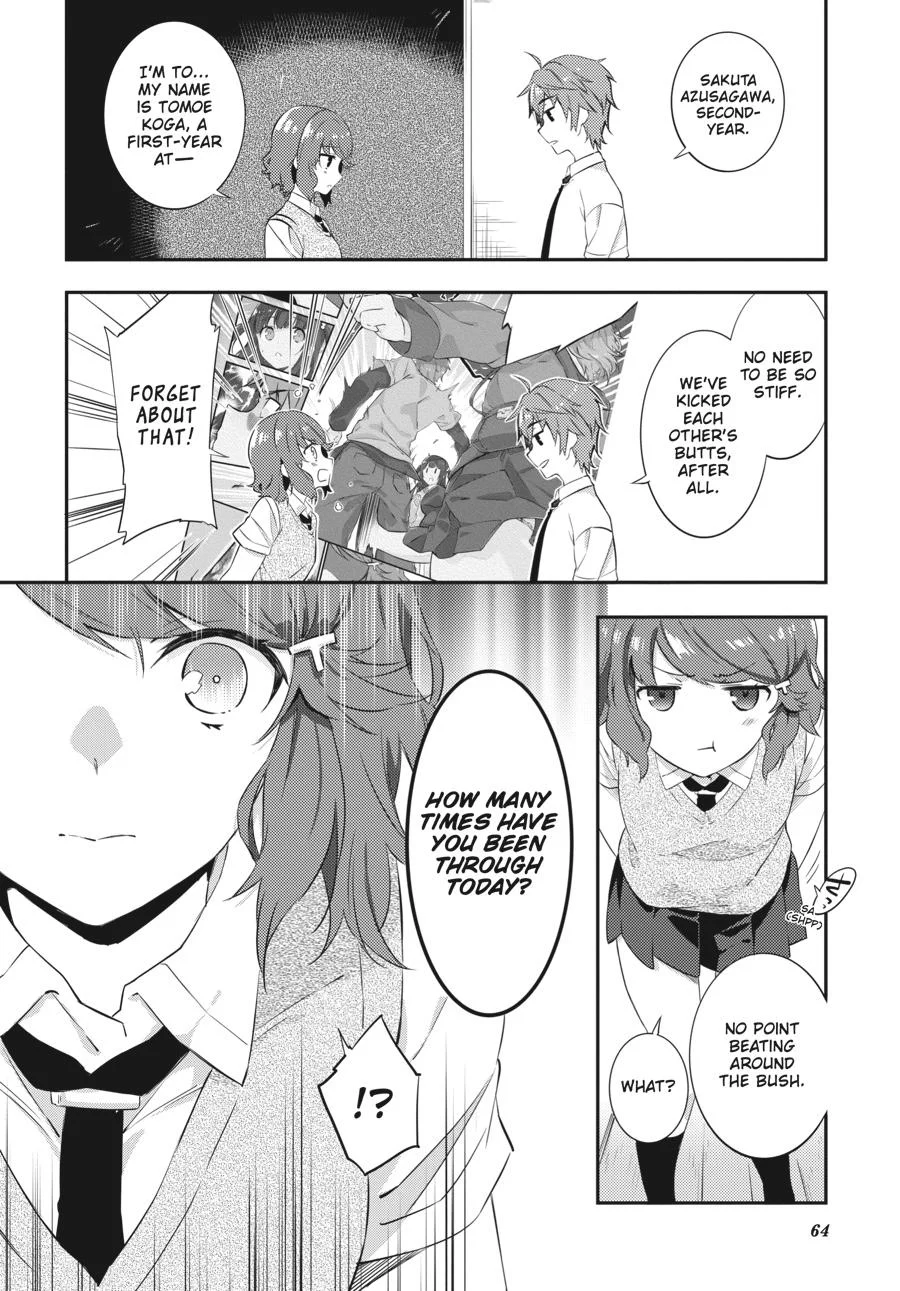 SAKUTA
AZUSAGAWA,
SECOND-
YEAR.
I'M TO...
MY NAME
IS TOMOE
KOGA, A
FIRST-YEAR
AT—
NO NEED
TO BE SO
STIFF.
WE'VE
KICKED
EACH
OTHER'S
BUTTS,
AFTER
ALL.
FORGET
ABOUT
THAT!
SA
(SHPP)
NO POINT
BEATING
AROUND
THE BUSH.
WHAT?
HOW MANY
TIMES HAVE
YOU BEEN
THROUGH
TODAY?
!?
64